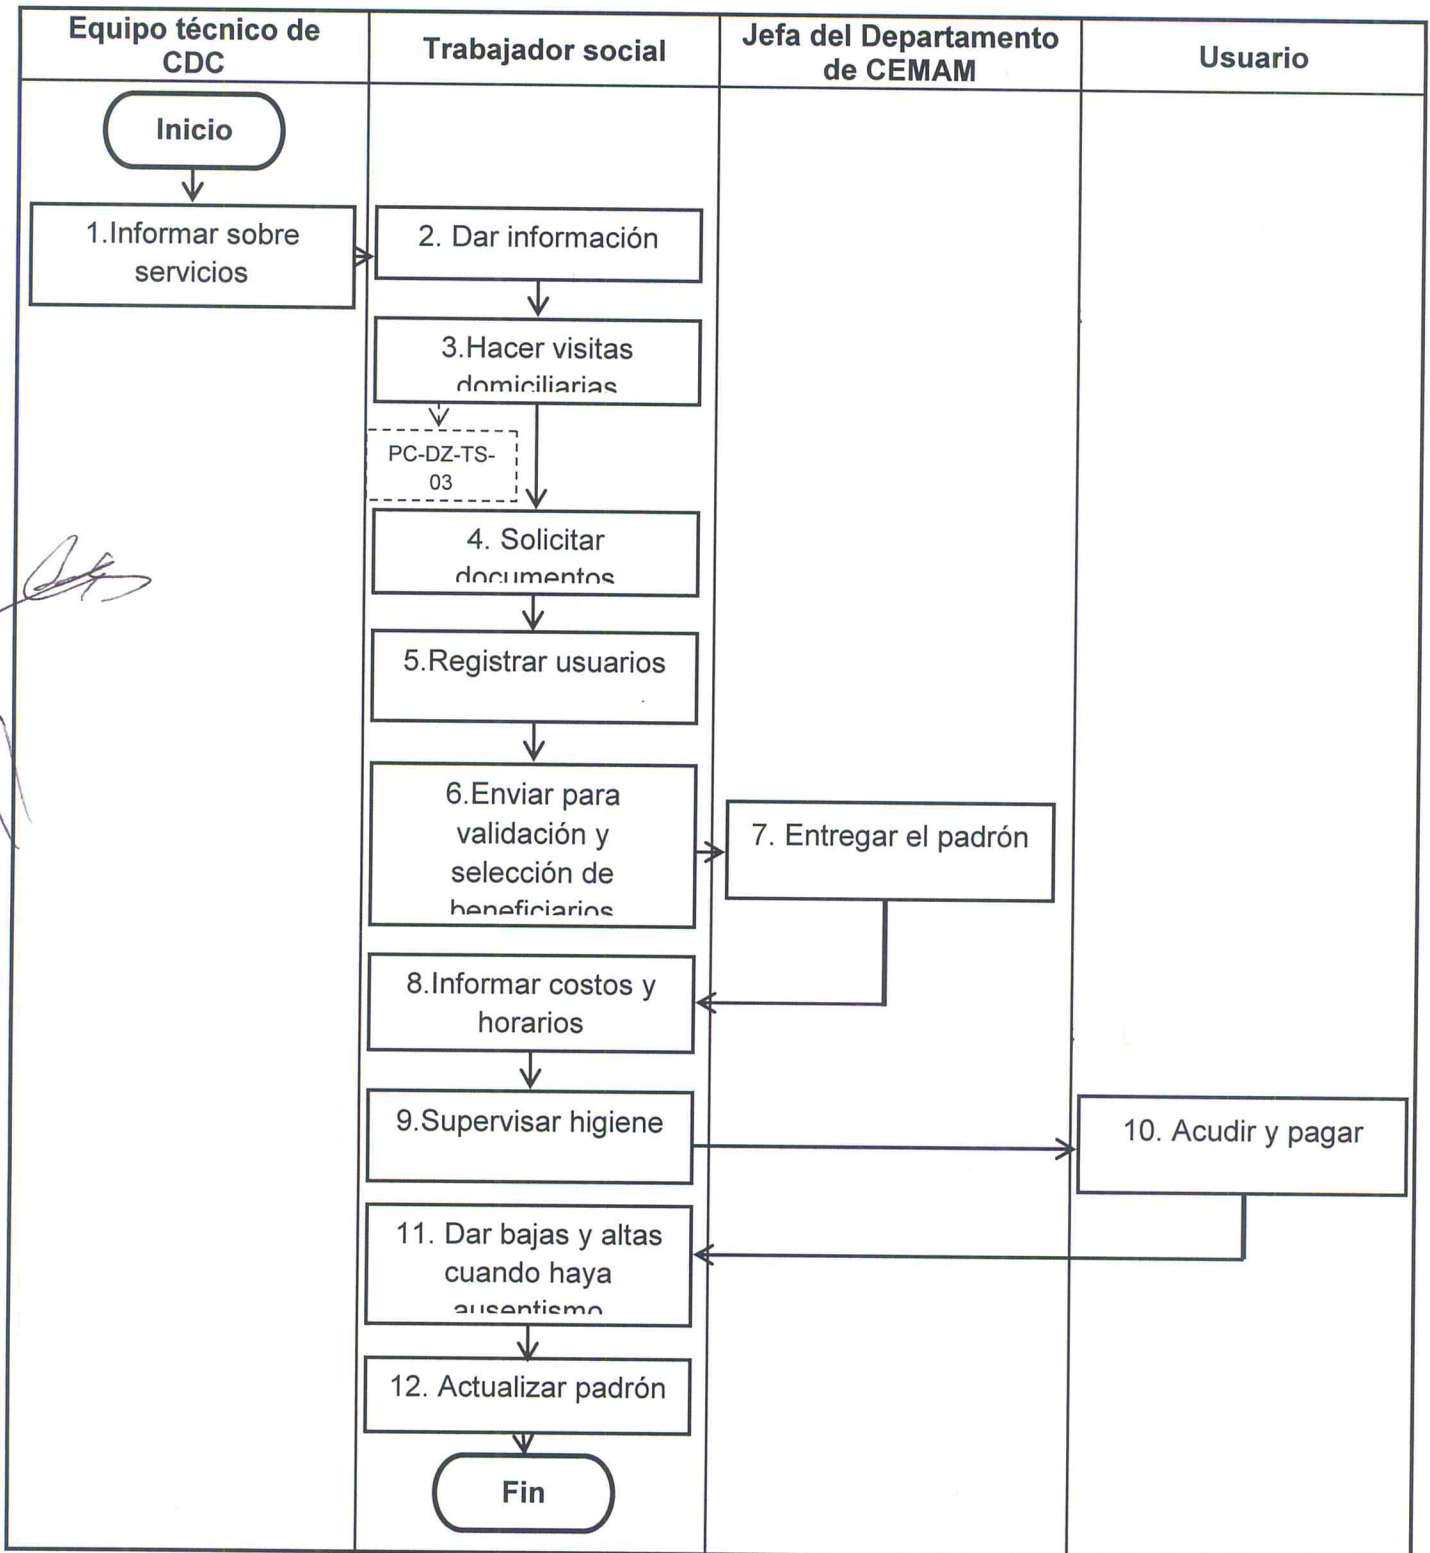 Equipo técnico de
CDC
Trabajador social
Jefa del Departamento
de CEMAM
Usuario
Inicio
1.Informar sobre
servicios
2. Dar información
3.Hacer visitas
domiciliarias
PC-DZ-TS-
03
4. Solicitar
documentos
5.Registrar usuarios
6.Enviar para
validación y
selección de
beneficiarios
7. Entregar el padrón
8.Informar costos y
horarios
9.Supervisar higiene
10. Acudir y pagar
11. Dar bajas y altas
cuando haya
ausentismo
12. Actualizar padrón
Fin